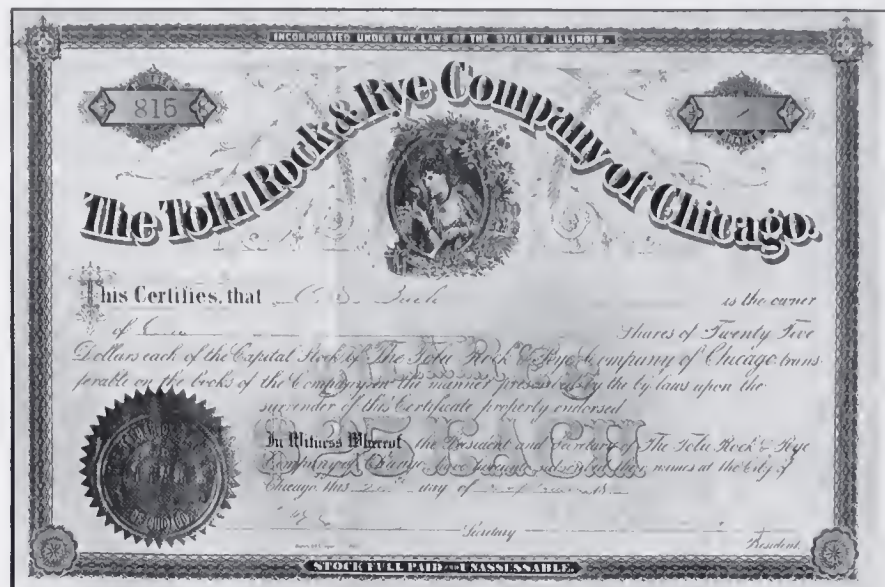 INCORPORATED UNDER THE LAWS OF THE STATE OF ILLINOIS.
815
The Tolu Rock & Rye Company of Chicago.
This Certifies, that is the owner
of Shares of Twenty Five
Dollars each of the Capital Stock of The Tolu Rock & Rye Company of Chicago trans-
ferable on the books of the Company in the manner prescribed by the by laws upon the
surrender of this Certificate properly endorsed
SHARES
$25 EACH
In Witness Whereof the President and Secretary of The Tolu Rock & Rye
Company of Chicago have hereunto subscribed their names at the City of
Chicago this day of
Secretary
President.
STOCK FULL PAID AND UNASSESSABLE.